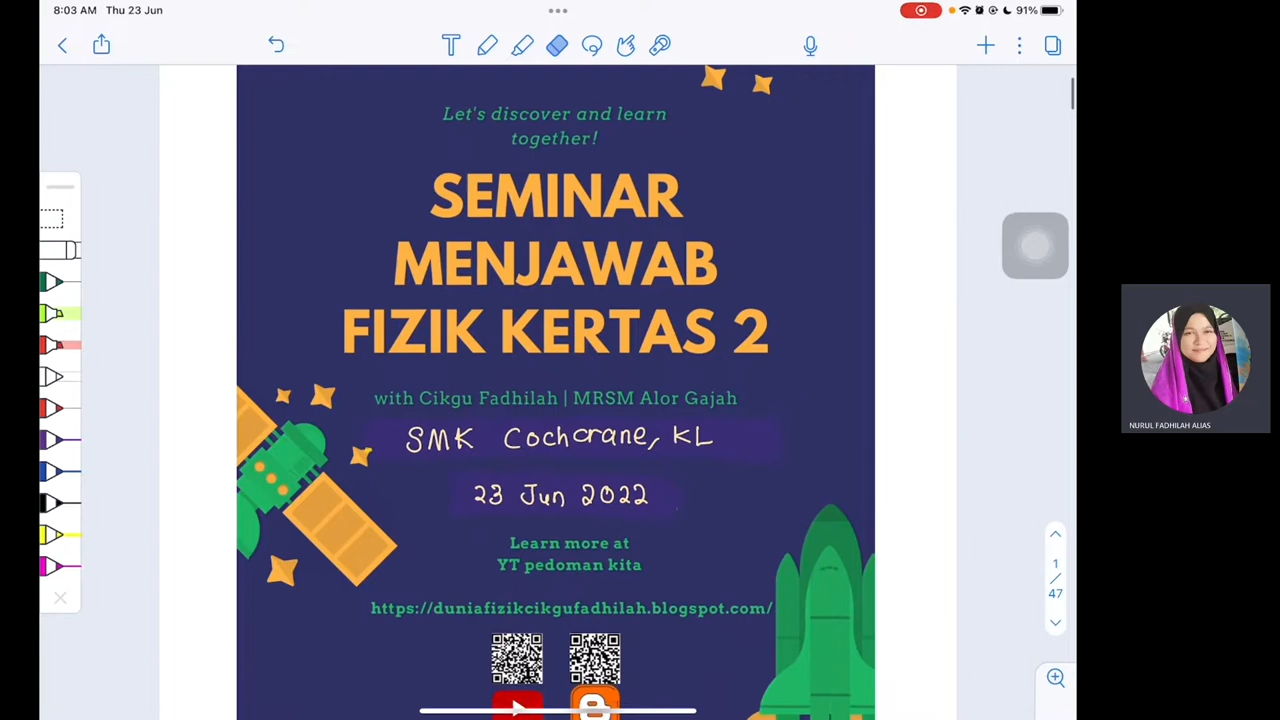 8:03 AM Thu 23 Jun
91%
Let's discover and learn
together!
SEMINAR
MENJAWAB
FIZIK KERTAS 2
with Cikgu Fadhilah | MRSM Alor Gajah
SMK Cochrane, KL
23 Jun 2022
Learn more at
YT pedoman kita
https://duniafizikcikgufadhilah.blogspot.com/
1
/
47
NURUL FADHILAH ALIAS